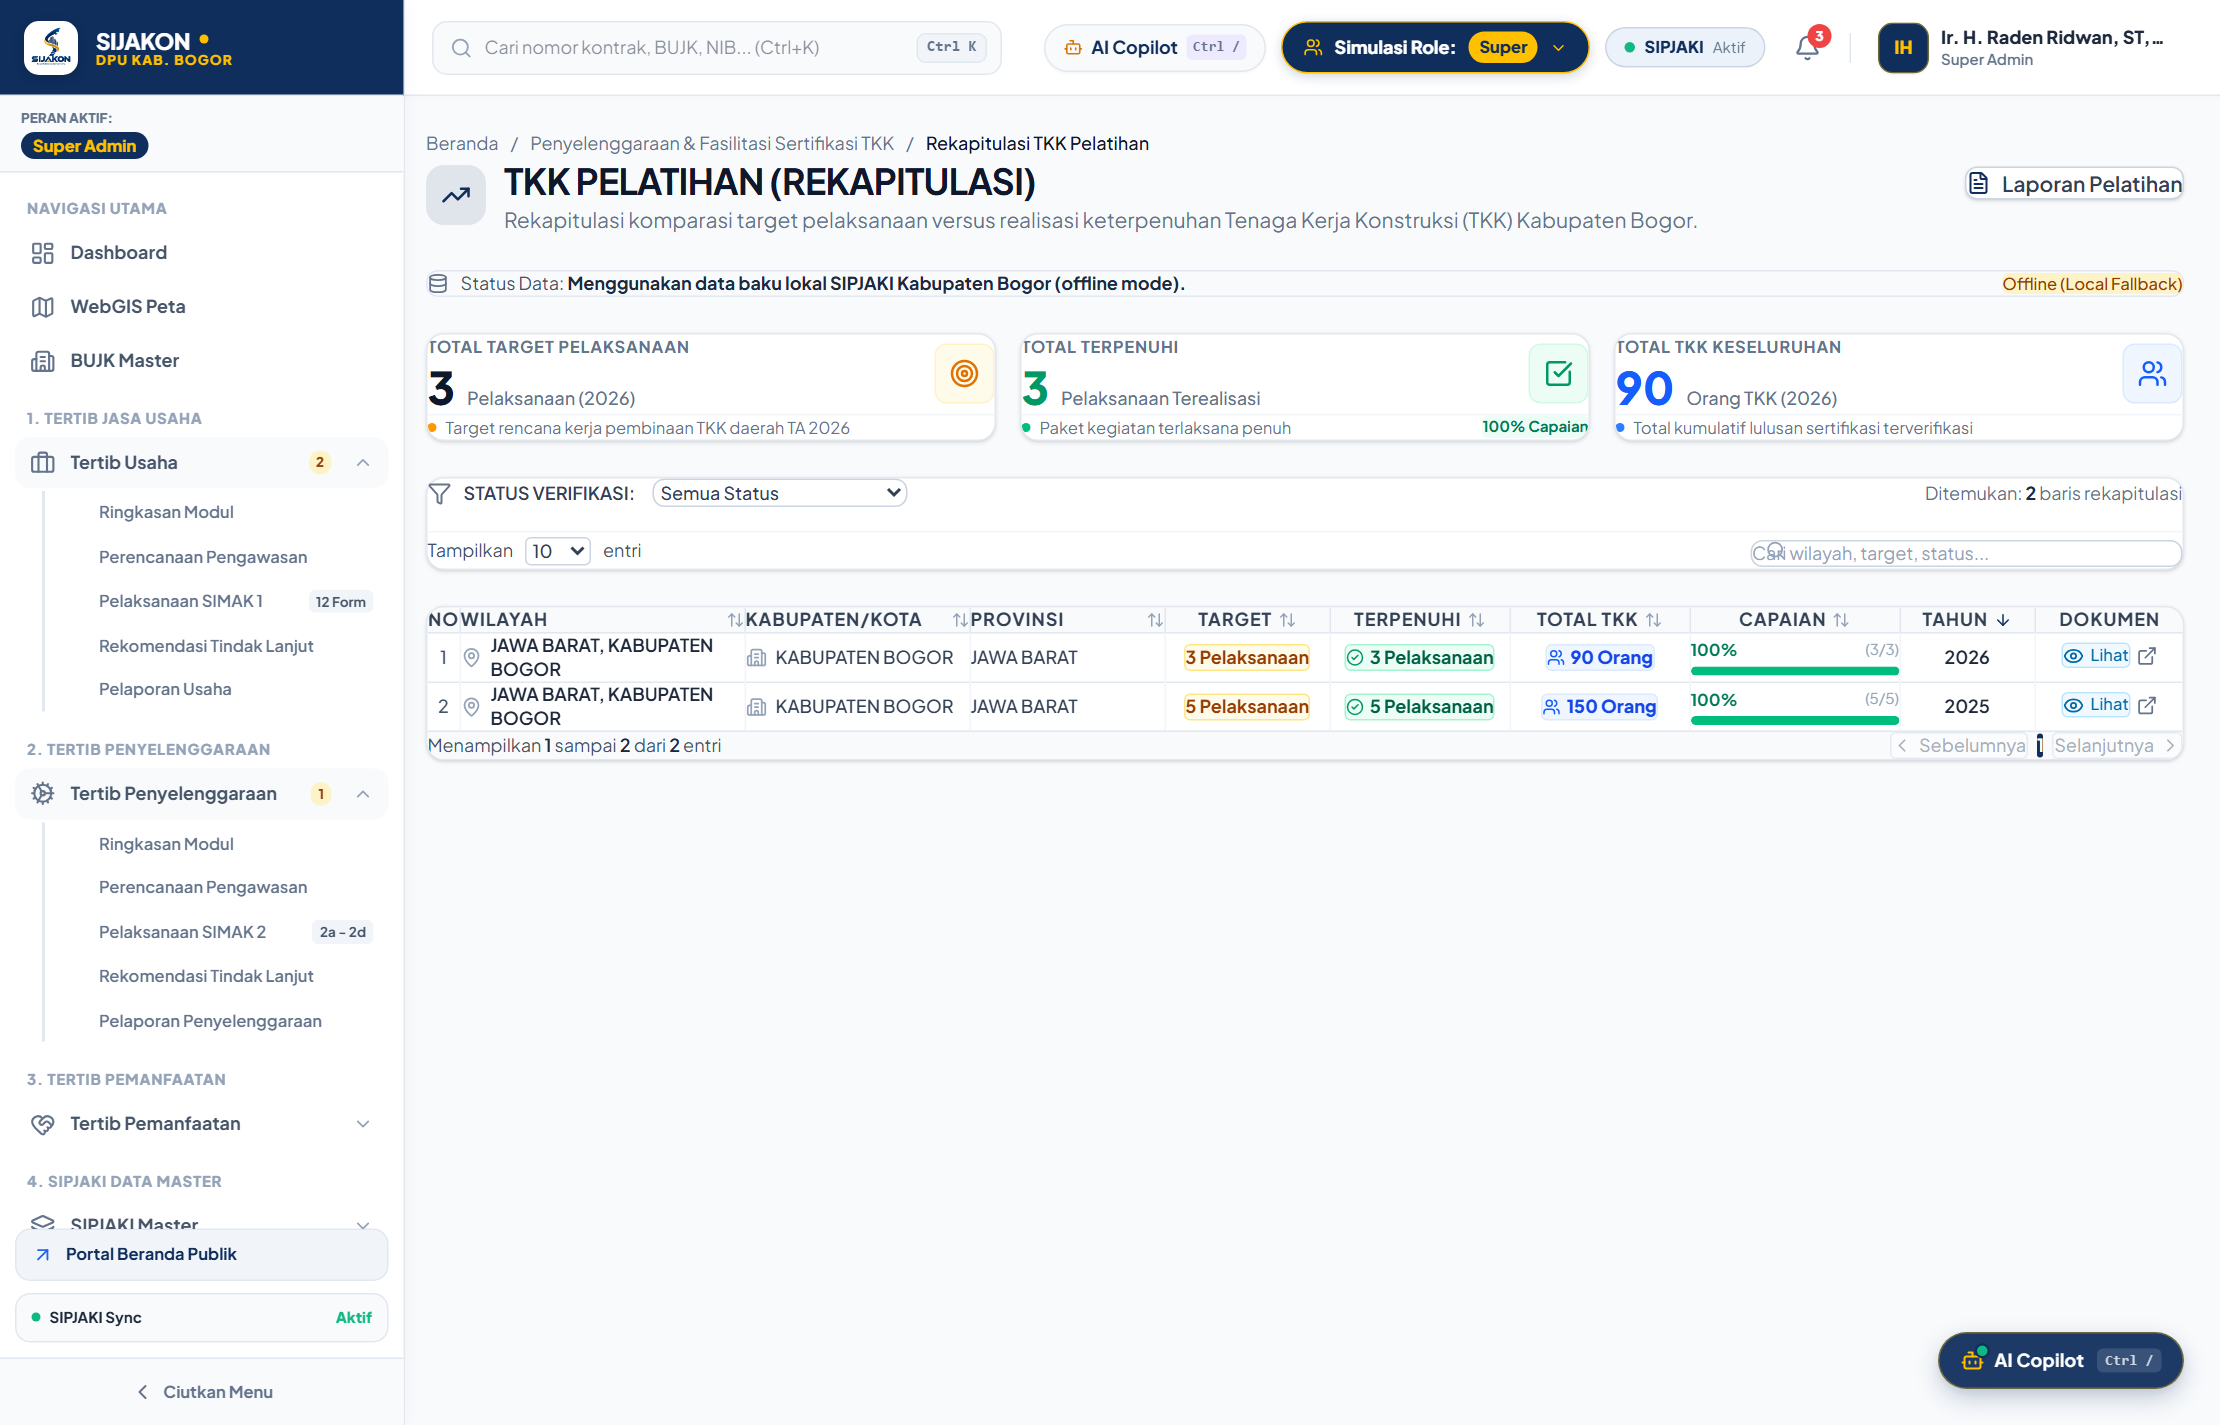 SIJAKON
SIJAKON
DPU KAB. BOGOR
Cari nomor kontrak, BUJK, NIB... (Ctrl+K)
Ctrl K
AI Copilot
Ctrl /
Simulasi Role:
Super
SIPJAKI Aktif
3
IH
Ir. H. Raden Ridwan, ST,...
Super Admin
PERAN AKTIF:
Super Admin
NAVIGASI UTAMA
Dashboard
WebGIS Peta
BUJK Master
1. TERTIB JASA USAHA
Tertib Usaha
2
Ringkasan Modul
Perencanaan Pengawasan
Pelaksanaan SIMAK 1
12 Form
Rekomendasi Tindak Lanjut
Pelaporan Usaha
2. TERTIB PENYELENGGARAAN
Tertib Penyelenggaraan
1
Ringkasan Modul
Perencanaan Pengawasan
Pelaksanaan SIMAK 2
2a - 2d
Rekomendasi Tindak Lanjut
Pelaporan Penyelenggaraan
3. TERTIB PEMANFAATAN
Tertib Pemanfaatan
4. SIPJAKI DATA MASTER
SIPJAKI Master
Portal Beranda Publik
SIPJAKI Sync
Aktif
Ciutkan Menu
Beranda / Penyelenggaraan & Fasilitasi Sertifikasi TKK / Rekapitulasi TKK Pelatihan
TKK PELATIHAN (REKAPITULASI)
Rekapitulasi komparasi target pelaksanaan versus realisasi keterpenuhan Tenaga Kerja Konstruksi (TKK) Kabupaten Bogor.
Laporan Pelatihan
Status Data: Menggunakan data baku lokal SIPJAKI Kabupaten Bogor (offline mode).
Offline (Local Fallback)
TOTAL TARGET PELAKSANAAN
3 Pelaksanaan (2026)
Target rencana kerja pembinaan TKK daerah TA 2026
TOTAL TERPENUHI
3 Pelaksanaan Terealisasi
Paket kegiatan terlaksana penuh
100% Capaian
TOTAL TKK KESELURUHAN
90 Orang TKK (2026)
Total kumulatif lulusan sertifikasi terverifikasi
STATUS VERIFIKASI:
Semua Status
Ditemukan: 2 baris rekapitulasi
Tampilkan 10 entri
Cari wilayah, target, status...
NO WILAYAH KABUPATEN/KOTA PROVINSI TARGET TERPENUHI TOTAL TKK CAPAIAN TAHUN DOKUMEN
1 JAWA BARAT, KABUPATEN BOGOR KABUPATEN BOGOR JAWA BARAT 3 Pelaksanaan 3 Pelaksanaan 90 Orang 100% (3/3) 2026 Lihat
2 JAWA BARAT, KABUPATEN BOGOR KABUPATEN BOGOR JAWA BARAT 5 Pelaksanaan 5 Pelaksanaan 150 Orang 100% (5/5) 2025 Lihat
Menampilkan 1 sampai 2 dari 2 entri
Sebelumnya 1 Selanjutnya
AI Copilot
Ctrl /